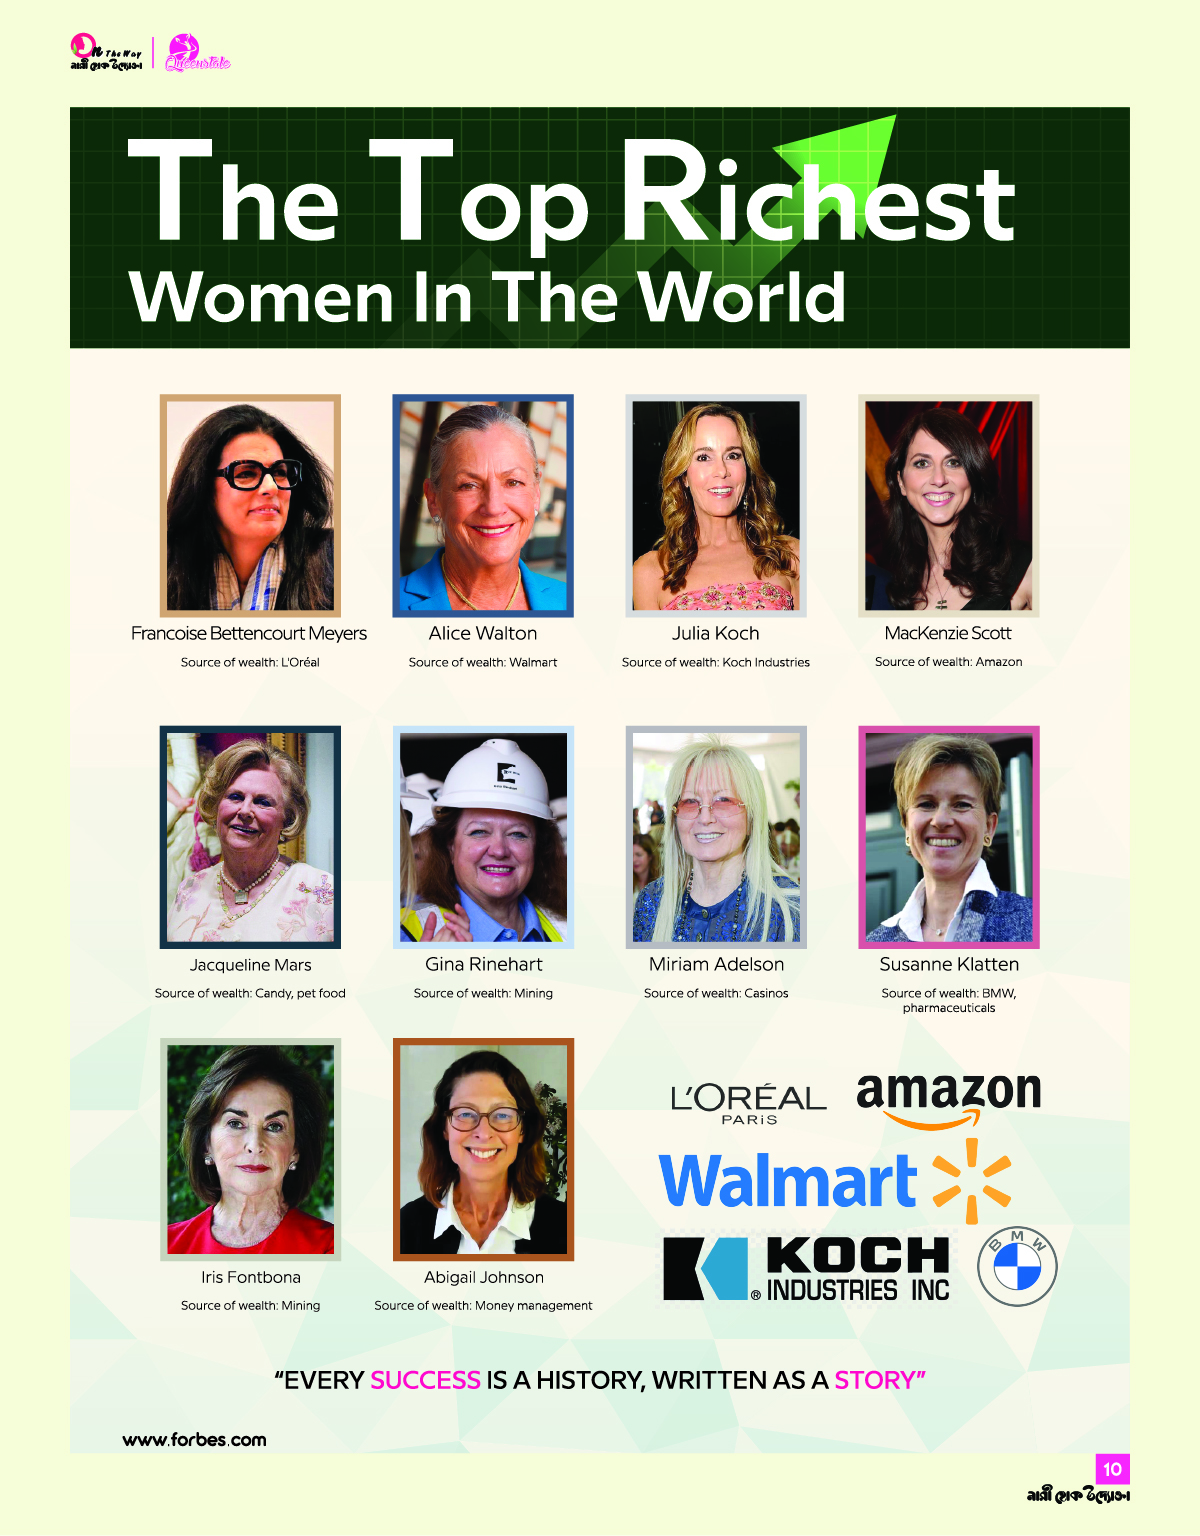 On The Way
নারী হোক উদ্যোক্তা
Queenstale
The Top Richest
Women In The World
Francoise Bettencourt Meyers
Source of wealth: L'Oréal
Alice Walton
Source of wealth: Walmart
Julia Koch
Source of wealth: Koch Industries
MacKenzie Scott
Source of wealth: Amazon
Jacqueline Mars
Source of wealth: Candy, pet food
Gina Rinehart
Source of wealth: Mining
Miriam Adelson
Source of wealth: Casinos
Susanne Klatten
Source of wealth: BMW,
pharmaceuticals
Iris Fontbona
Source of wealth: Mining
Abigail Johnson
Source of wealth: Money management
L'ORÉAL
PARiS
amazon
Walmart
KOCH
® INDUSTRIES INC
BMW
“EVERY SUCCESS IS A HISTORY, WRITTEN AS A STORY”
www.forbes.com
10
নারী হোক উদ্যোক্তা